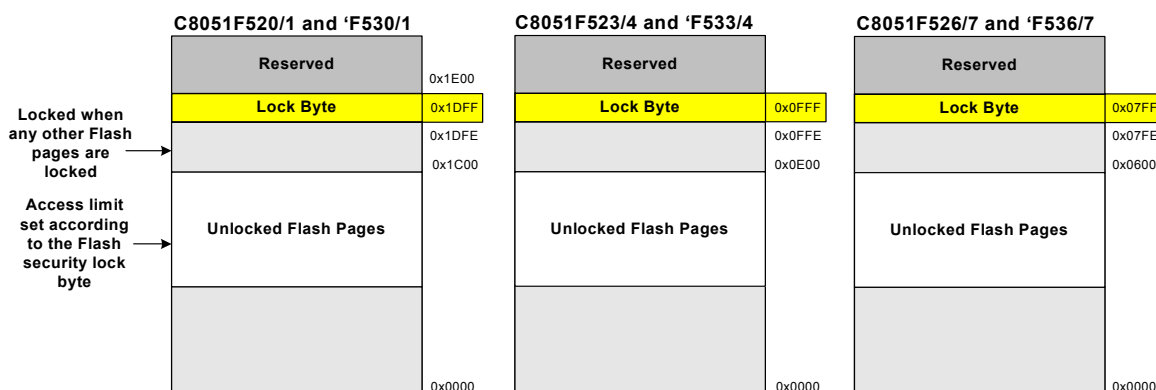 C8051F520/1 and ‘F530/1
Reserved
0x1E00
Lock Byte
0x1DFF
0x1DFE
0x1C00
Unlocked Flash Pages
0x0000
Locked when
any other Flash
pages are
locked
Access limit
set according
to the Flash
security lock
byte
C8051F523/4 and ‘F533/4
Reserved
Lock Byte
0x0FFF
0x0FFE
0x0E00
Unlocked Flash Pages
0x0000
C8051F526/7 and ‘F536/7
Reserved
Lock Byte
0x07FF
0x07FE
0x0600
Unlocked Flash Pages
0x0000